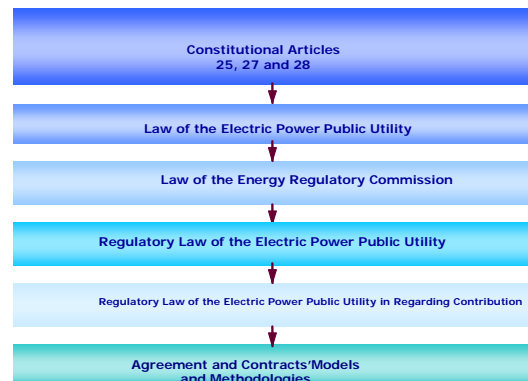 Constitutional Articles
25, 27 and 28
Law of the Electric Power Public Utility
Law of the Energy Regulatory Commission
Regulatory Law of the Electric Power Public Utility
Regulatory Law of the Electric Power Public Utility in Regarding Contribution
Agreement and Contracts'Models
and Methodologies